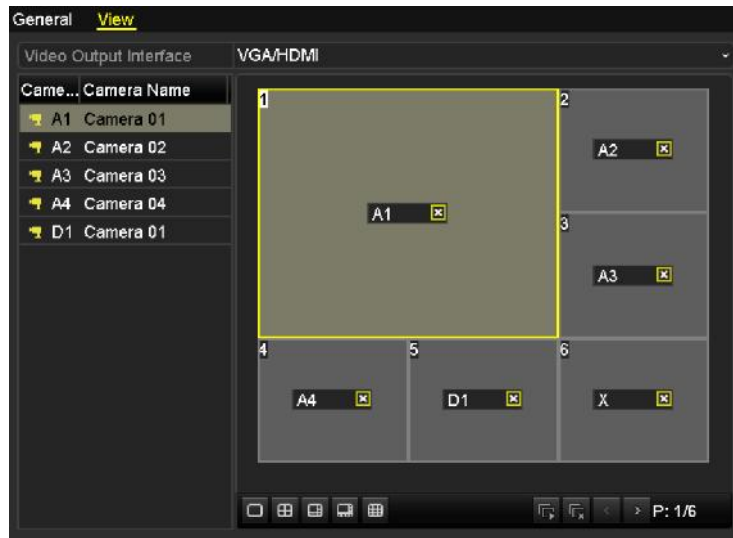 General View
Video Output Interface VGA/HDMI
Came... Camera Name
A1 Camera 01
A2 Camera 02
A3 Camera 03
A4 Camera 04
D1 Camera 01
1
A1
2
A2
3
A3
4
A4
5
D1
6
X
P: 1/6